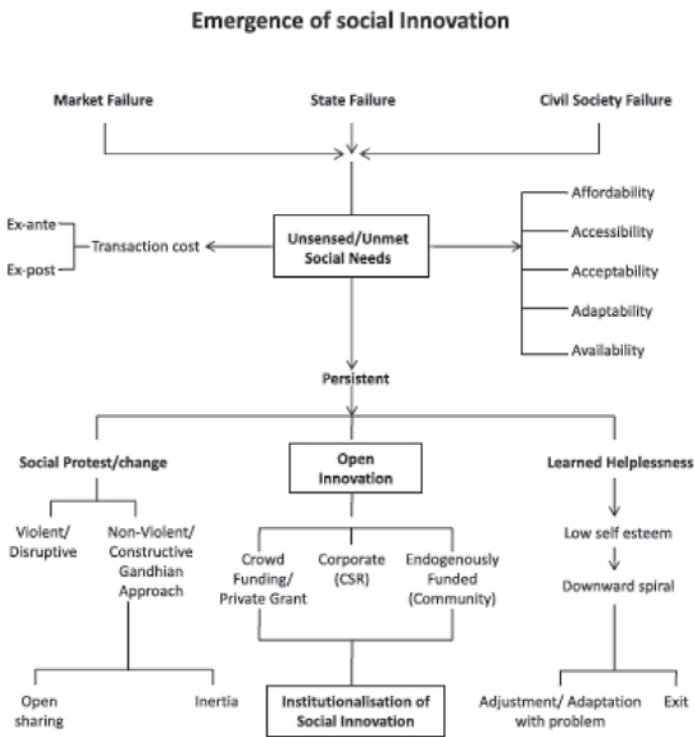 Emergence of social Innovation
Market Failure
State Failure
Civil Society Failure
Ex-ante
Ex-post
Transaction cost
Unsensed/Unmet
Social Needs
Affordability
Accessibility
Acceptability
Adaptability
Availability
Persistent
Social Protest/change
Open
Innovation
Learned Helplessness
Violent/
Disruptive
Non-Violent/
Constructive
Gandhian
Approach
Crowd
Funding/
Private Grant
Corporate
(CSR)
Endogenously
Funded
(Community)
Low self esteem
Downward spiral
Open
sharing
Inertia
Institutionalisation of
Social Innovation
Adjustment/ Adaptation
with problem
Exit